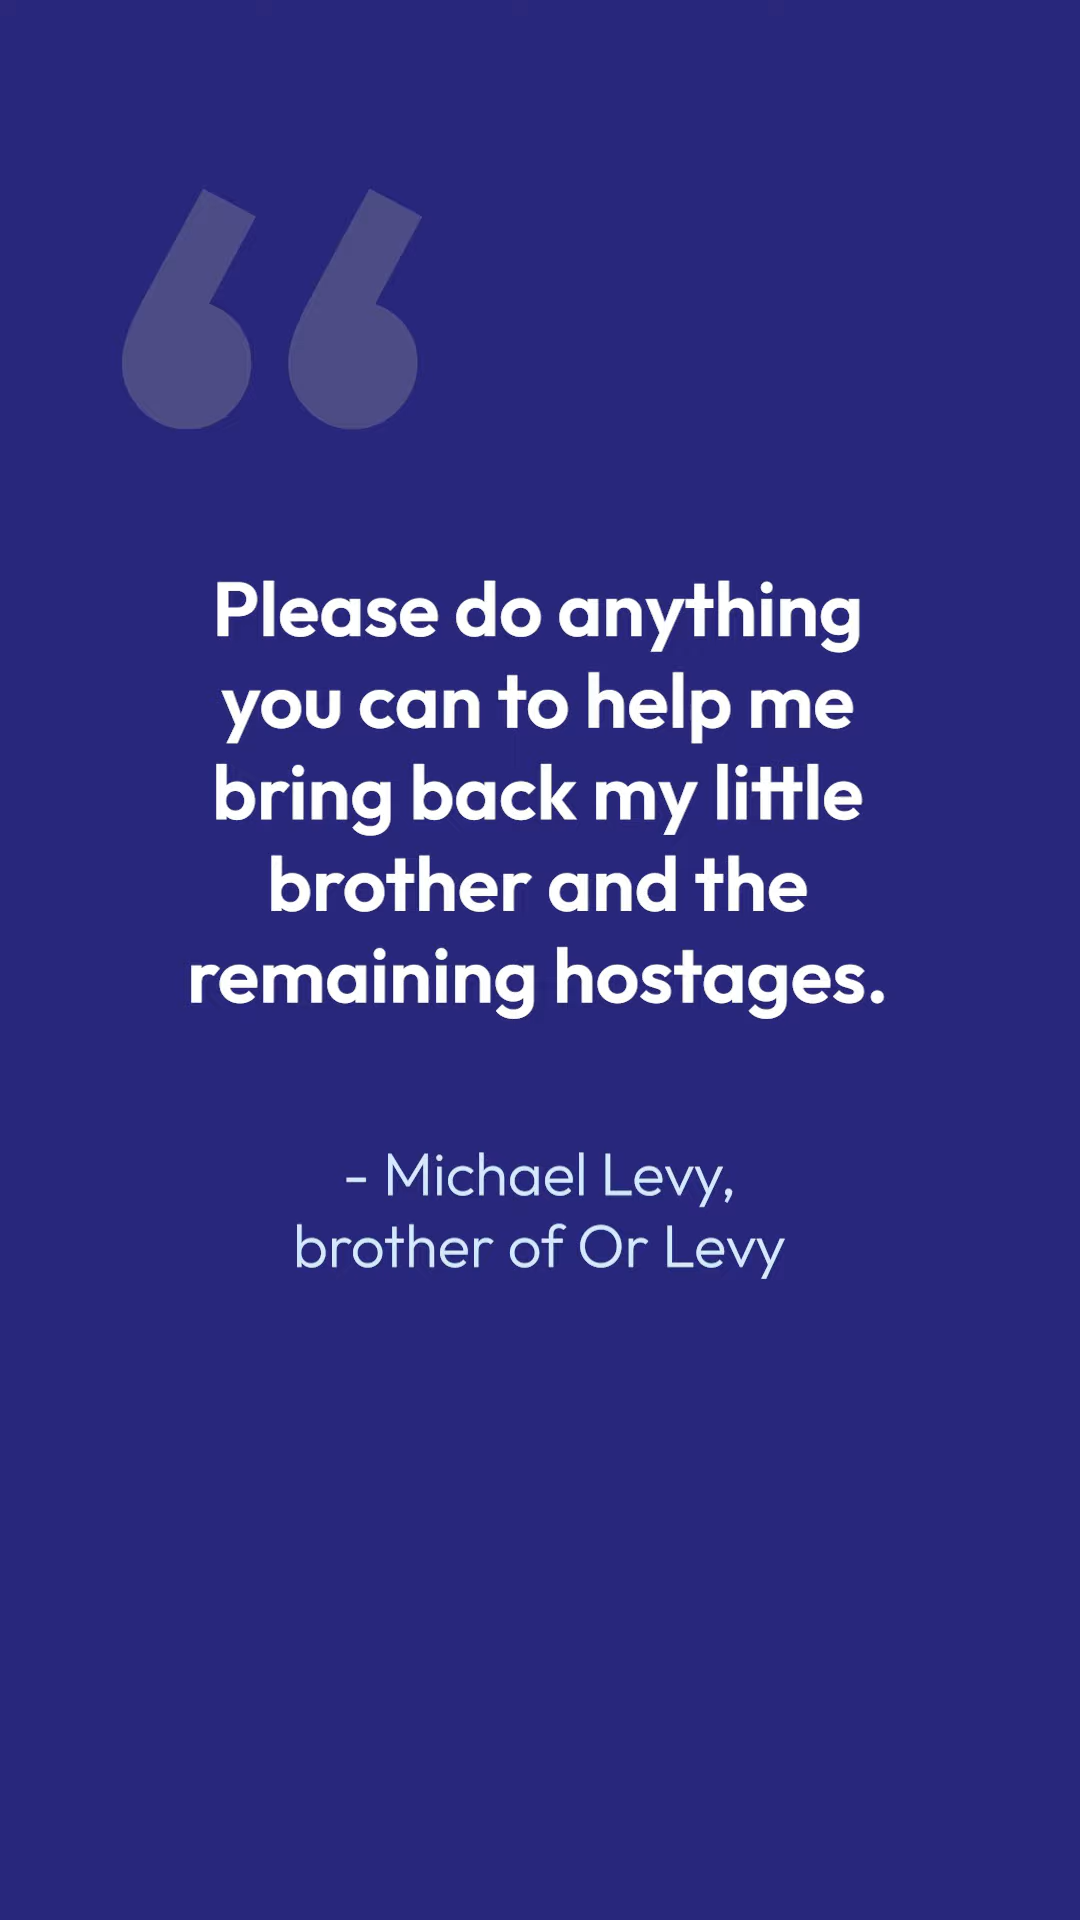 “
Please do anything
you can to help me
bring back my little
brother and the
remaining hostages.
- Michael Levy,
brother of Or Levy